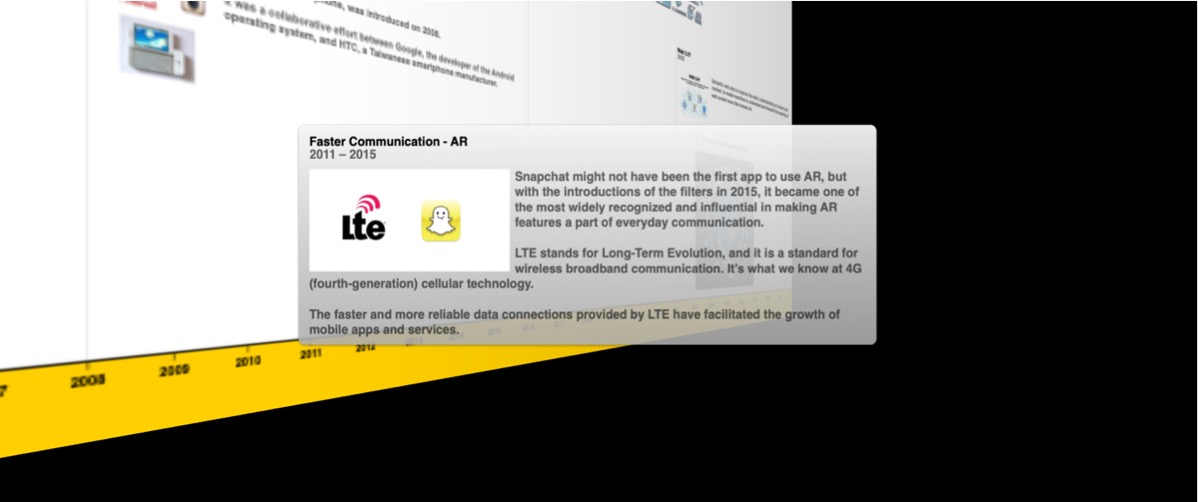 was introduced on 2008.
was a collaborative effort between Google, the developer of the Android
operating system, and HTC, a Taiwanese smartphone manufacturer.
Faster Communication - AR
2011 – 2015
Snapchat might not have been the first app to use AR, but
with the introductions of the filters in 2015, it became one of
the most widely recognized and influential in making AR
features a part of everyday communication.
Lte
LTE stands for Long-Term Evolution, and it is a standard for
wireless broadband communication. It's what we know at 4G
(fourth-generation) cellular technology.
The faster and more reliable data connections provided by LTE have facilitated the growth of
mobile apps and services.
7 2008 2009 2010 2011 2012